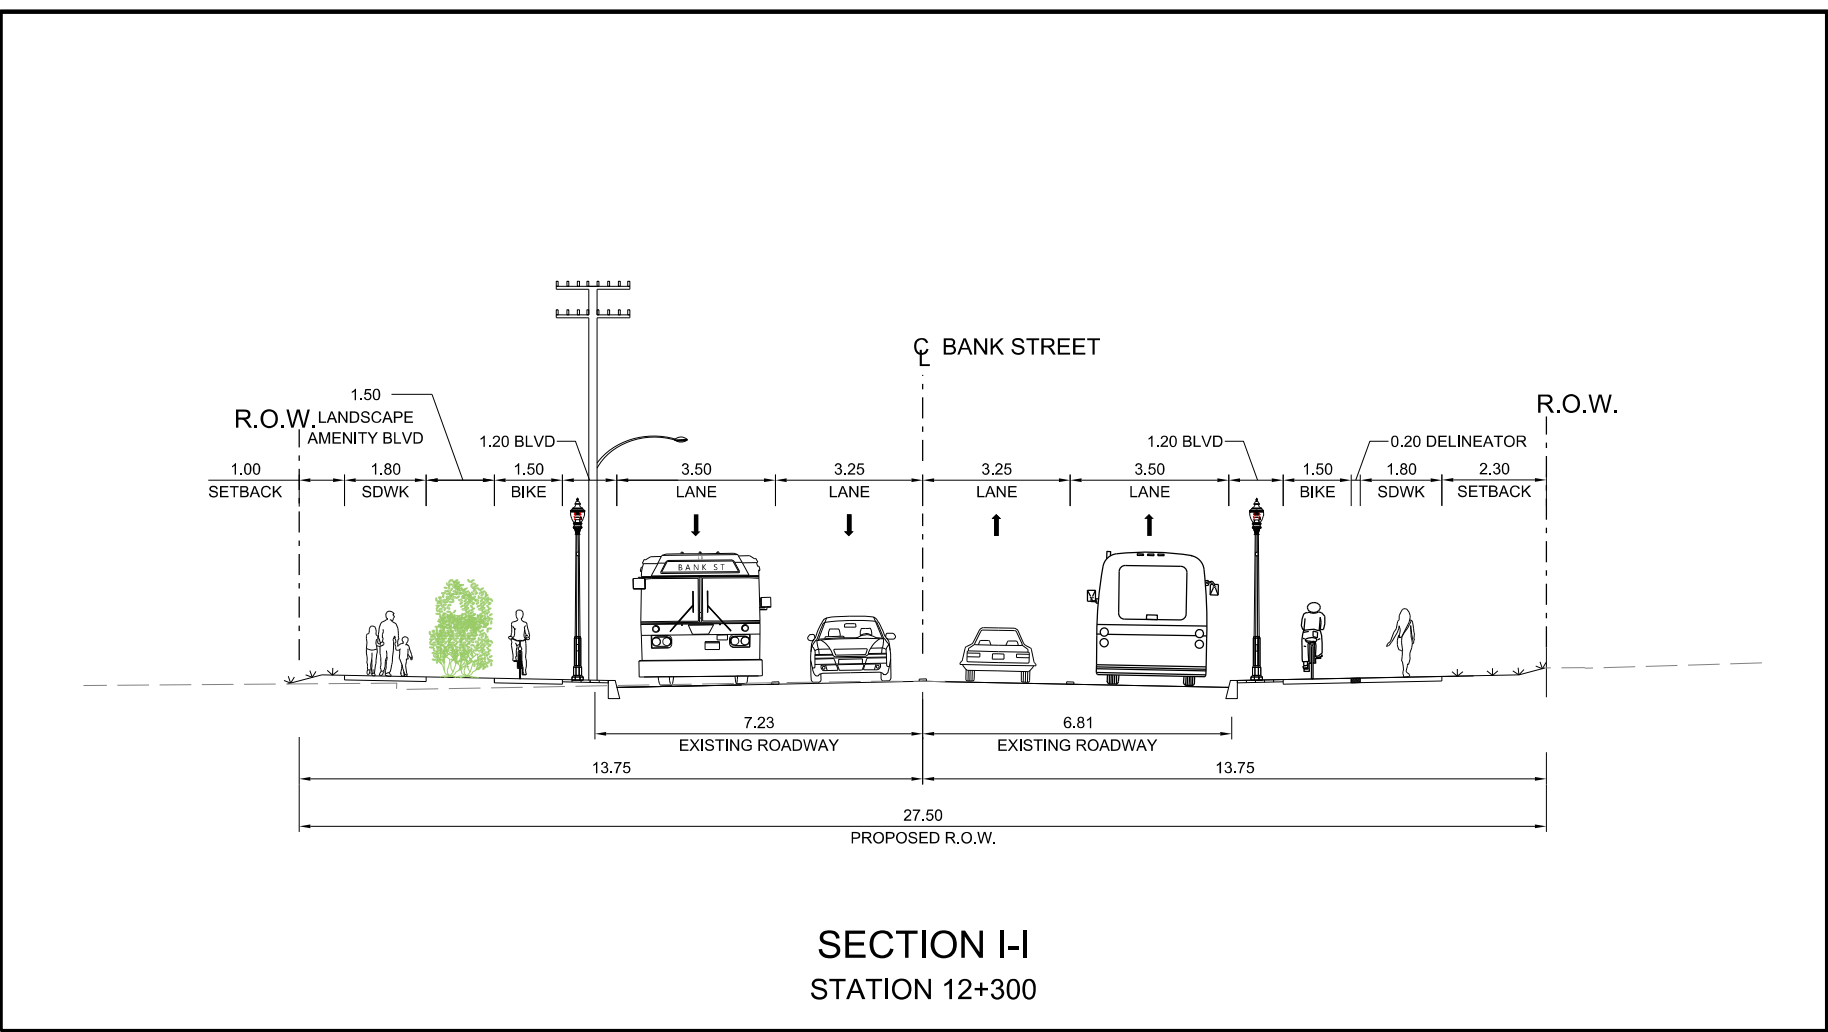 C
L BANK STREET
R.O.W.
1.50
LANDSCAPE
AMENITY BLVD
1.20 BLVD
1.20 BLVD
0.20 DELINEATOR
R.O.W.
1.00 1.80 1.50 3.50 3.25 3.25 3.50 1.50 1.80 2.30
SETBACK SDWK BIKE LANE LANE LANE LANE BIKE SDWK SETBACK
BANK ST
7.23 6.81
EXISTING ROADWAY EXISTING ROADWAY
13.75 13.75
27.50
PROPOSED R.O.W.
SECTION I-I
STATION 12+300